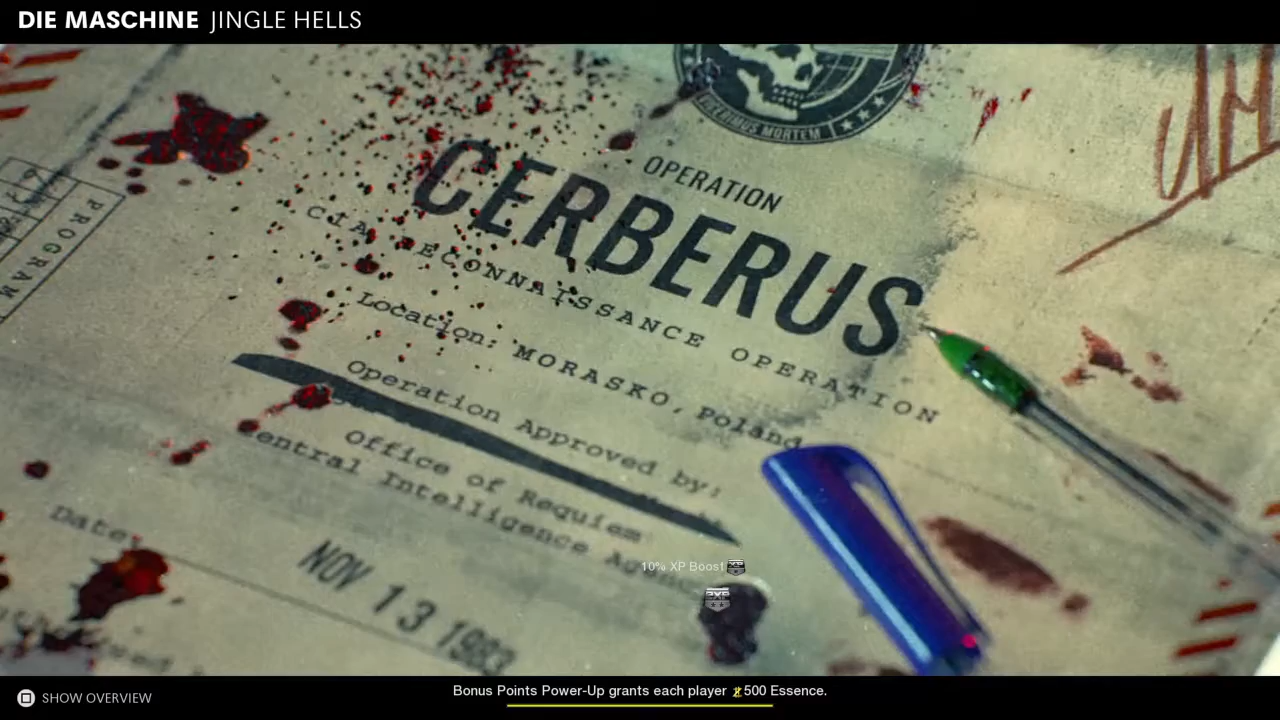 DIE MASCHINE JINGLE HELLS
MORTEM
OPERATION
CERBERUS
CIA RECONNAISSANCE OPERATION
Location: MORASKO, Poland
Operation Approved by:
Office of Requiem
Central Intelligence Agency
Date:
NOV 13 1983
PROGRAM
10% XP Boost
2XP
SHOW OVERVIEW
Bonus Points Power-Up grants each player 500 Essence.